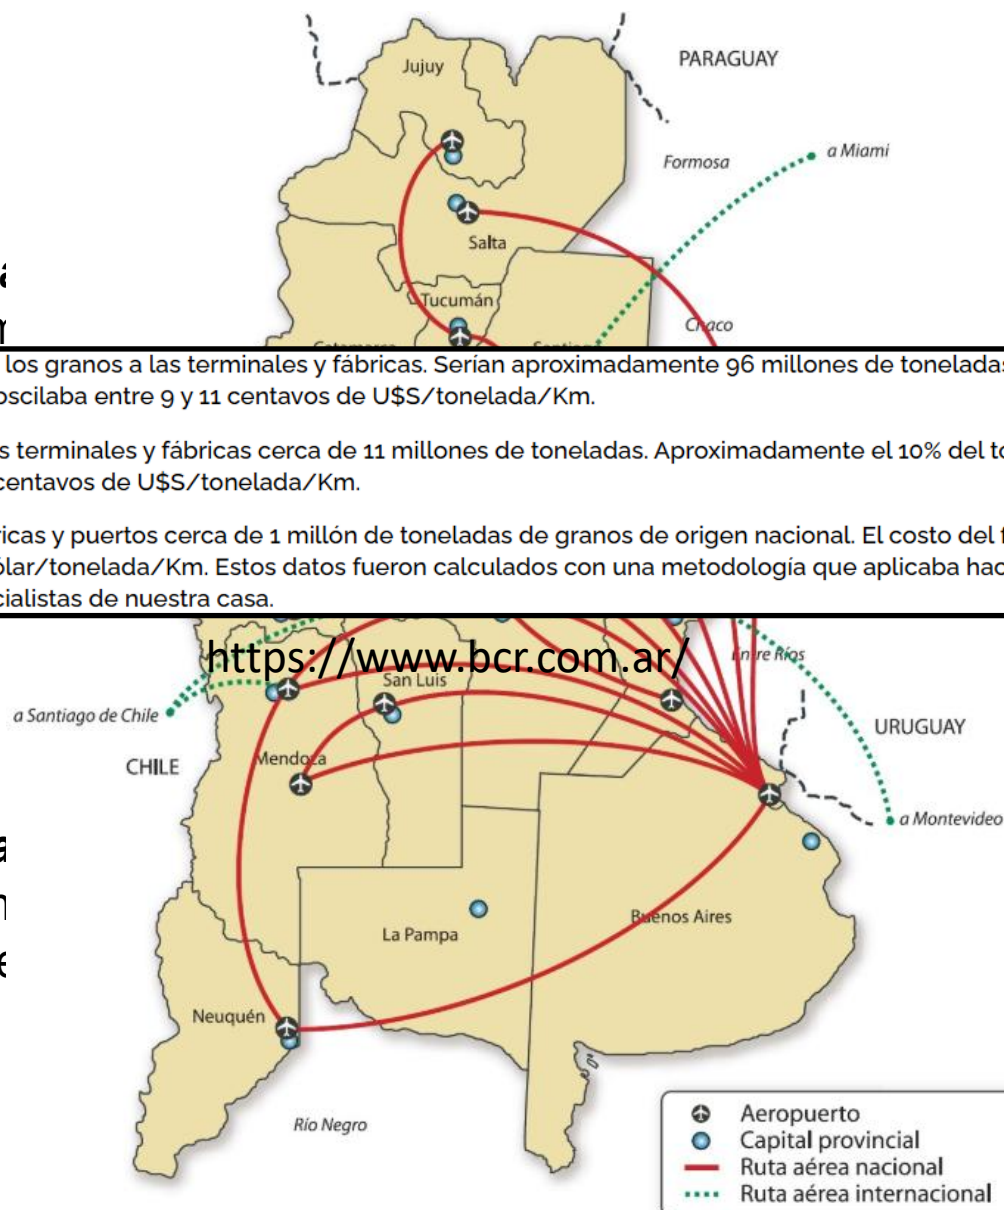 Jujuy
PARAGUAY
a Miami
Formosa
Salta
Tucumán
Chaco
los granos a las terminales y fábricas. Serían aproximadamente 96 millones de toneladas
oscilaba entre 9 y 11 centavos de U$S/tonelada/Km.
s terminales y fábricas cerca de 11 millones de toneladas. Aproximadamente el 10% del to
centavos de U$S/tonelada/Km.
ricas y puertos cerca de 1 millón de toneladas de granos de origen nacional. El costo del f
ólar/tonelada/Km. Estos datos fueron calculados con una metodología que aplicaba hac
cialistas de nuestra casa.
https://www.bcr.com.ar/
Entre Ríos
San Luis
a Santiago de Chile
URUGUAY
CHILE
Mendoza
a Montevideo
Buenos Aires
La Pampa
Neuquén
Río Negro
Aeropuerto
Capital provincial
Ruta aérea nacional
Ruta aérea internacional